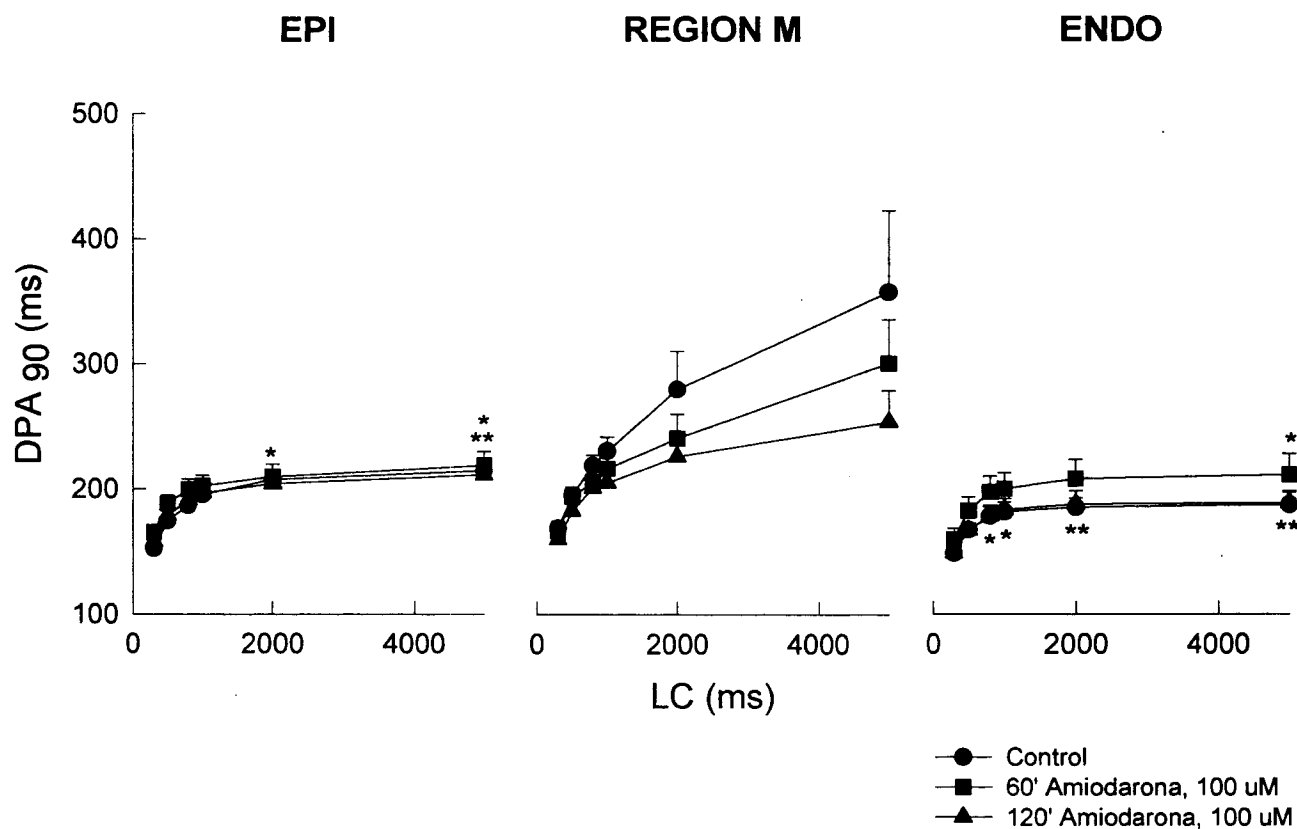 EPI REGION M ENDO
500
400
300
200
100
DPA 90 (ms)
* * ** * * ** * **
0 2000 4000 0 2000 4000 0 2000 4000
LC (ms)
Control
60' Amiodarona, 100 uM
120' Amiodarona, 100 uM